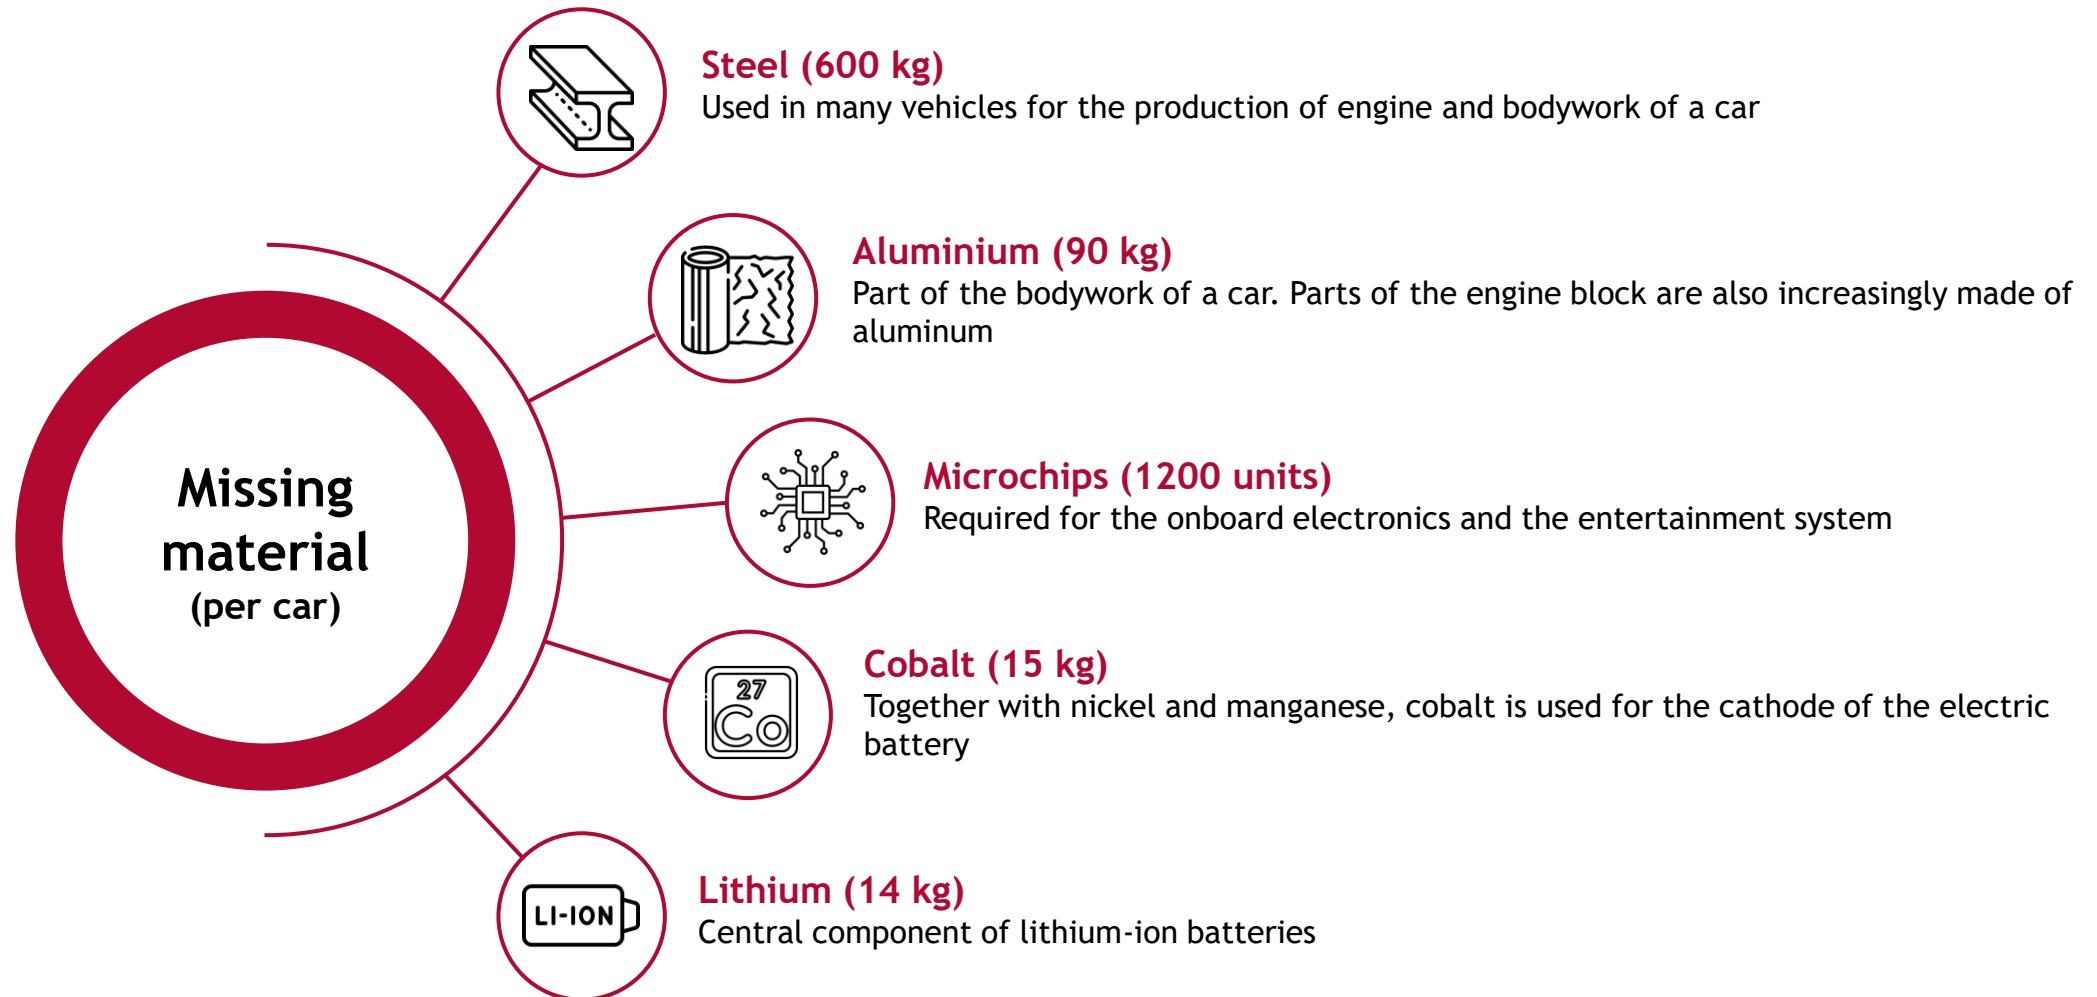 Steel (600 kg)
Used in many vehicles for the production of engine and bodywork of a car
Aluminium (90 kg)
Part of the bodywork of a car. Parts of the engine block are also increasingly made of
aluminum
Missing
material
(per car)
Microchips (1200 units)
Required for the onboard electronics and the entertainment system
27
Co
Cobalt (15 kg)
Together with nickel and manganese, cobalt is used for the cathode of the electric
battery
LI-ION
Lithium (14 kg)
Central component of lithium-ion batteries